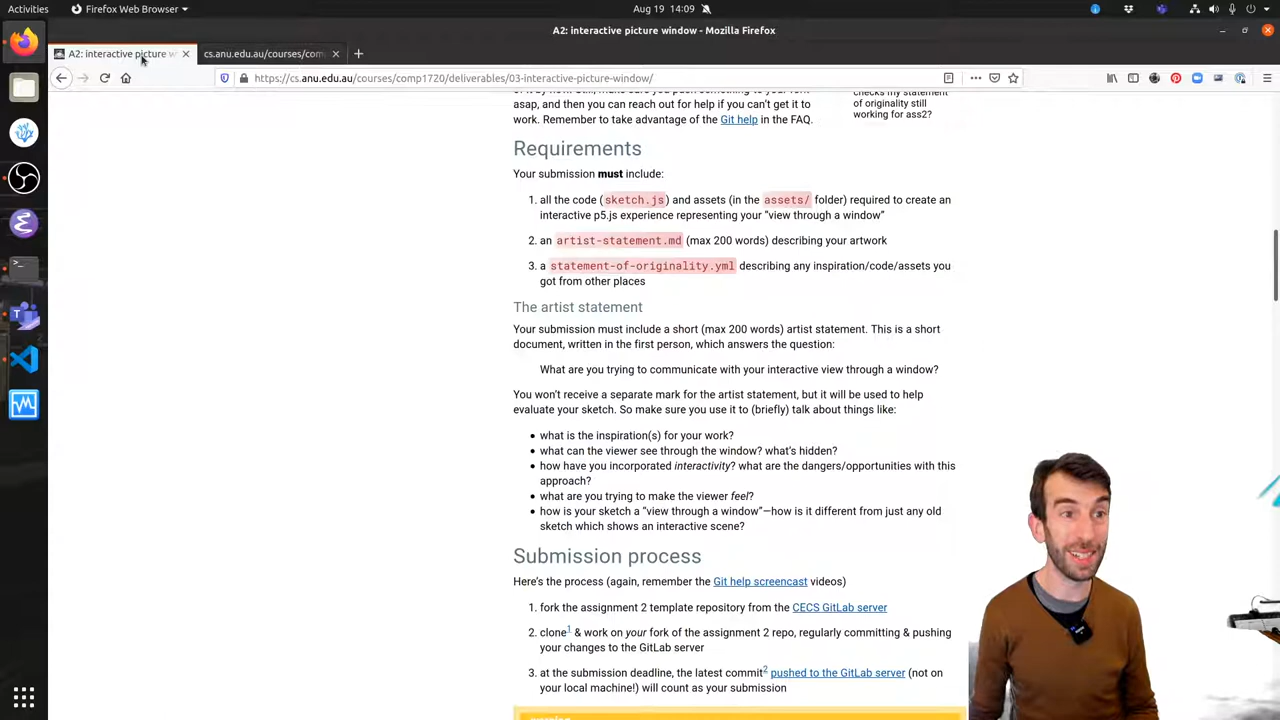 Activities
Firefox Web Browser
Aug 19 14:09
A2: interactive picture window - Mozilla Firefox
A2: interactive picture w
cs.anu.edu.au/courses/com
https://cs.anu.edu.au/courses/comp1720/deliverables/03-interactive-picture-window/
asap, and then you can reach out for help if you can't get it to
work. Remember to take advantage of the Git help in the FAQ.
checks my statement
of originality still
working for ass2?
Requirements
Your submission must include:
1. all the code (sketch.js) and assets (in the assets/ folder) required to create an
interactive p5.js experience representing your “view through a window”
2. an artist-statement.md (max 200 words) describing your artwork
3. a statement-of-originality.yml describing any inspiration/code/assets you
got from other places
The artist statement
Your submission must include a short (max 200 words) artist statement. This is a short
document, written in the first person, which answers the question:
What are you trying to communicate with your interactive view through a window?
You won't receive a separate mark for the artist statement, but it will be used to help
evaluate your sketch. So make sure you use it to (briefly) talk about things like:
• what is the inspiration(s) for your work?
• what can the viewer see through the window? what's hidden?
• how have you incorporated interactivity? what are the dangers/opportunities with this
approach?
• what are you trying to make the viewer feel?
• how is your sketch a “view through a window”—how is it different from just any old
sketch which shows an interactive scene?
Submission process
Here's the process (again, remember the Git help screencast videos)
1. fork the assignment 2 template repository from the CECS GitLab server
2. clone1 & work on your fork of the assignment 2 repo, regularly committing & pushing
your changes to the GitLab server
3. at the submission deadline, the latest commit2 pushed to the GitLab server (not on
your local machine!) will count as your submission